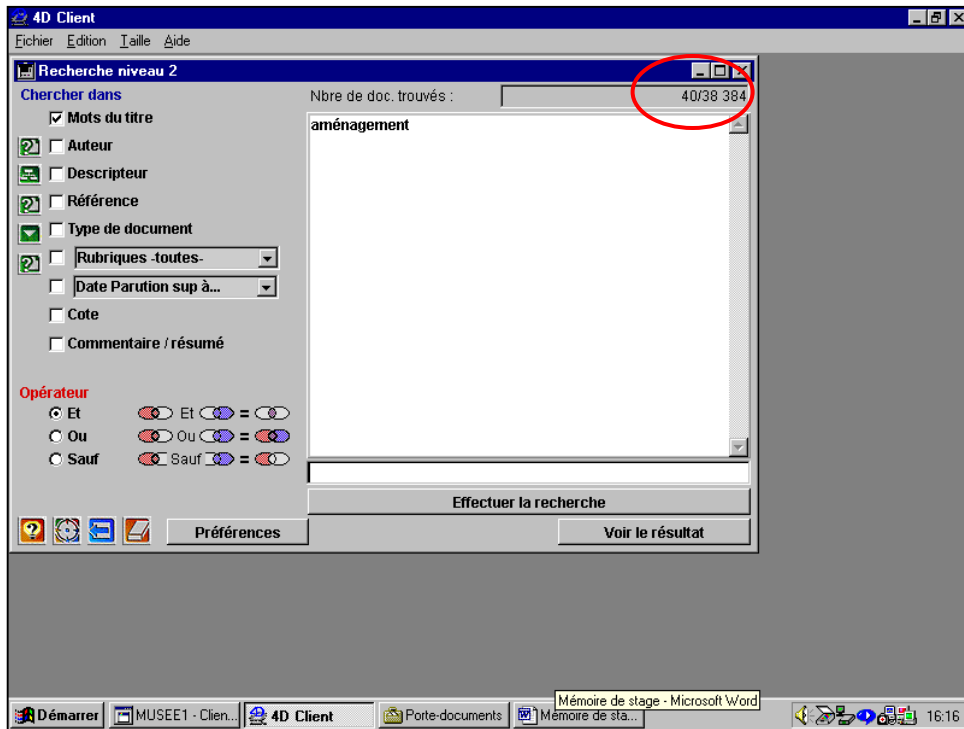 4D Client
Fichier Edition Taille Aide
Recherche niveau 2
Chercher dans
Nbre de doc. trouvés : 40/38 384
Mots du titre
aménagement
Auteur
Descripteur
Référence
Type de document
Rubriques -toutes-
Date Parution sup à...
Cote
Commentaire / résumé
Opérateur
Et Et =
Ou Ou =
Sauf Sauf =
Effectuer la recherche
Préférences Voir le résultat
Mémoire de stage - Microsoft Word
Démarrer MUSEE1 - Clien... 4D Client Porte-documents Mémoire de sta... 16:16